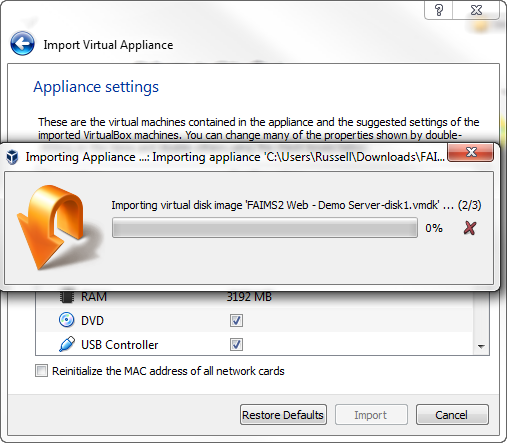 Import Virtual Appliance
Appliance settings
These are the virtual machines contained in the appliance and the suggested settings of the
imported VirtualBox machines. You can change many of the properties shown by double-
Importing Appliance ...: Importing appliance 'C:\Users\Russell\Downloads\FAI...
Importing virtual disk image 'FAIMS2 Web - Demo Server-disk1.vmdk' ... (2/3)
0%
RAM 3192 MB
DVD
USB Controller
Reinitialize the MAC address of all network cards
Restore Defaults Import Cancel